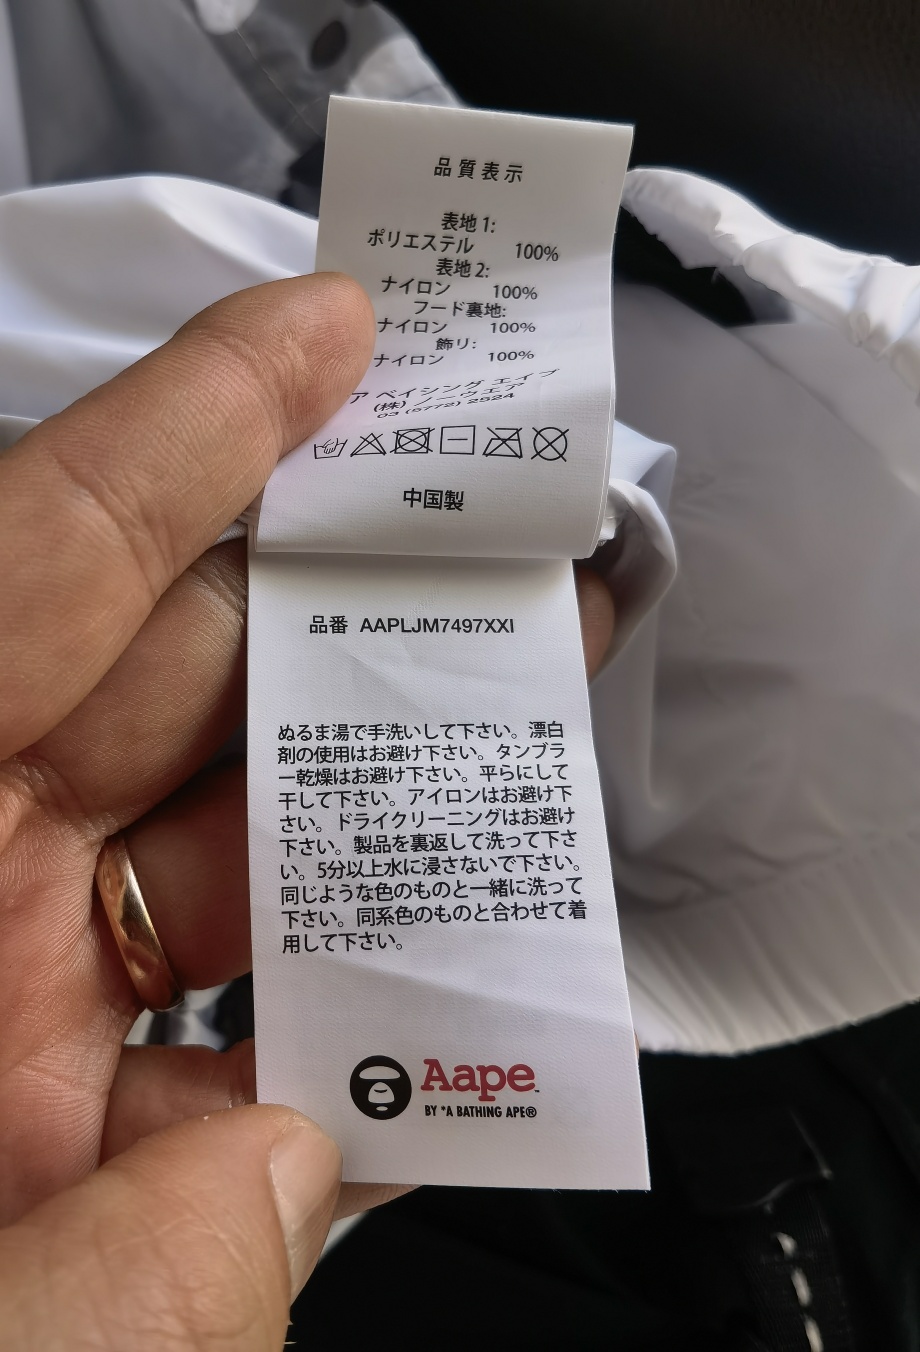 品質表示
表地 1:
ポリエステル 100%
表地 2:
ナイロン 100%
フード裏地:
ナイロン 100%
飾リ:
ナイロン 100%
ア ベイシング エイプ
(株) ノーウェア
03 (5772) 2524
中国製
品番 AAPLJM7497XXI
ぬるま湯で手洗いして下さい。漂白
剤の使用はお避け下さい。タンブラ
ー乾燥はお避け下さい。平らにして
干して下さい。アイロンはお避け下
さい。ドライクリーニングはお避け
下さい。製品を裏返して洗って下さ
い。5分以上水に浸さないで下さい。
同じような色のものと一緒に洗って
下さい。同系色のものと合わせて着
用して下さい。
Aape™
BY *A BATHING APE®